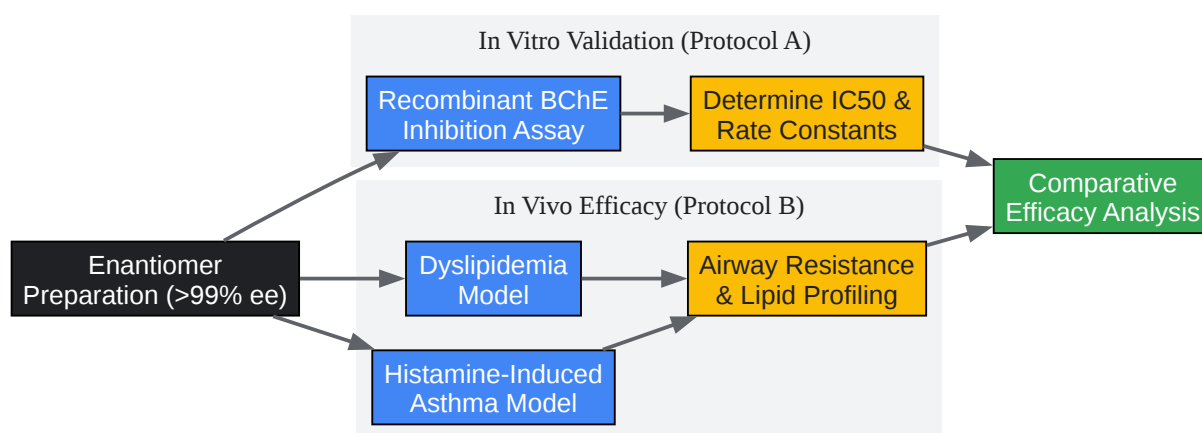 In Vitro Validation (Protocol A)
Recombinant BChE
Inhibition Assay
Determine IC50 &
Rate Constants
Comparative
Efficacy Analysis
In Vivo Efficacy (Protocol B)
Enantiomer
Preparation (>99% ee)
Dyslipidemia
Model
Airway Resistance
& Lipid Profiling
Histamine-Induced
Asthma Model